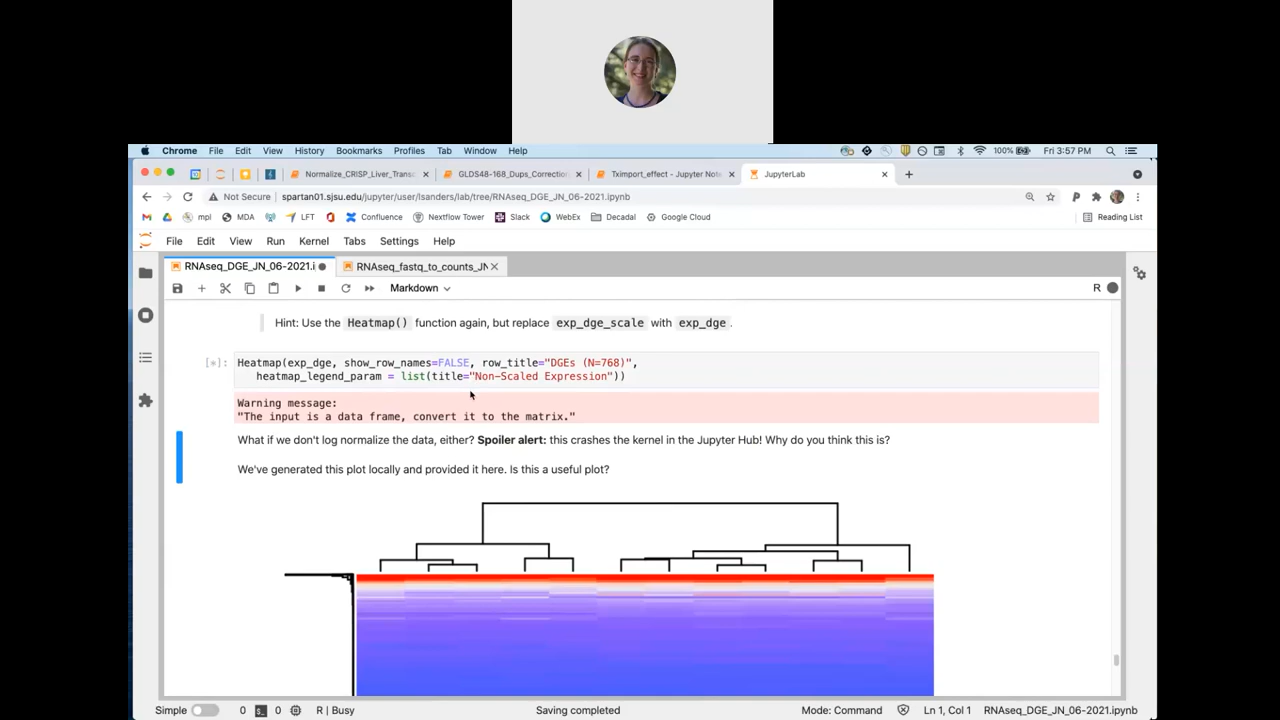 Chrome File Edit View History Bookmarks Profiles Tab Window Help 100% Fri 3:57 PM
Normalize_CRISP_Liver_Transc GLDS48-168_Dups_Correction Tximport_effect - Jupyter Not JupyterLab
Not Secure spartan01.sjsu.edu/jupyter/user/lsanders/lab/tree/RNAseq_DGE_JN_06-2021.ipynb
mpl MDA LFT Confluence Nextflow Tower Slack WebEx Decadal Google Cloud Reading List
File Edit View Run Kernel Tabs Settings Help
RNAseq_DGE_JN_06-2021.i RNAseq_fastq_to_counts_JN
Markdown R
Hint: Use the Heatmap() function again, but replace exp_dge_scale with exp_dge.
[*]: Heatmap(exp_dge, show_row_names=FALSE, row_title="DGEs (N=768)",
heatmap_legend_param = list(title="Non-Scaled Expression"))
Warning message:
"The input is a data frame, convert it to the matrix."
What if we don't log normalize the data, either? Spoiler alert: this crashes the kernel in the Jupyter Hub! Why do you think this is?
We've generated this plot locally and provided it here. Is this a useful plot?
Simple 0 0 R | Busy Saving completed Mode: Command Ln 1, Col 1 RNAseq_DGE_JN_06-2021.ipynb